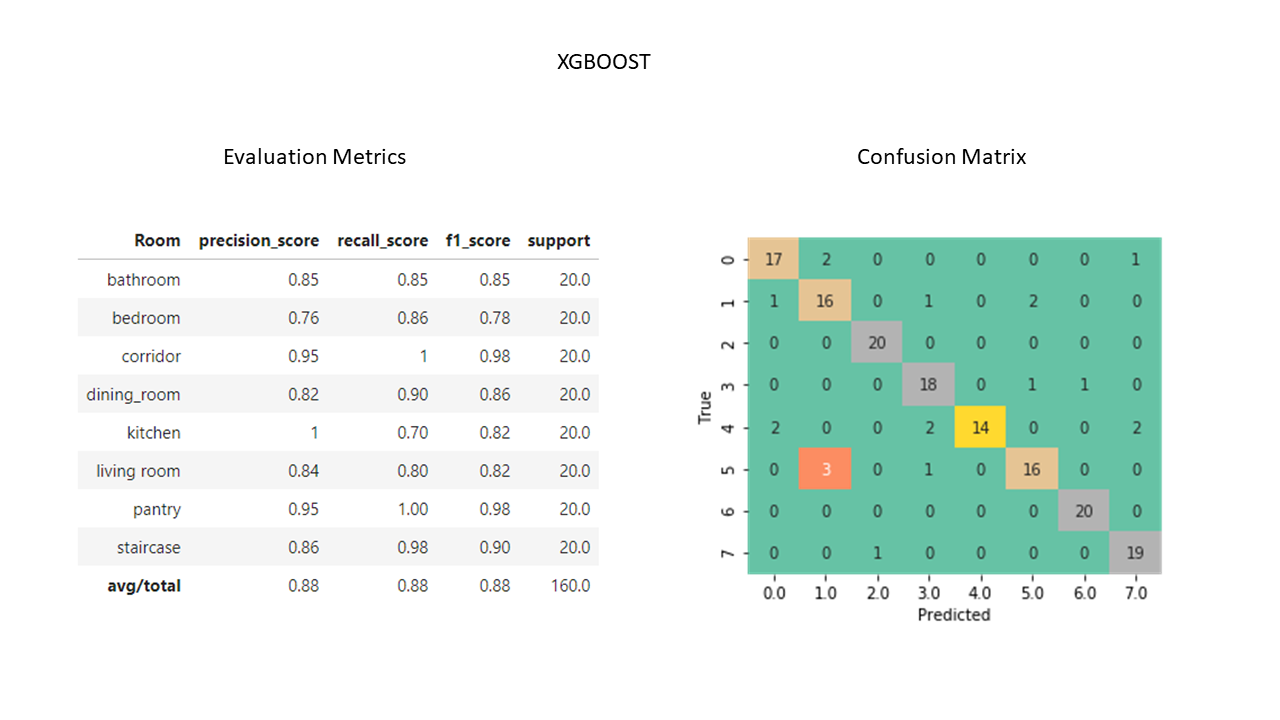 XGBOOST
Evaluation Metrics
Confusion Matrix
Room precision_score recall_score f1_score support
bathroom 0.85 0.85 0.85 20.0
bedroom 0.76 0.86 0.78 20.0
corridor 0.95 1 0.98 20.0
dining_room 0.82 0.90 0.86 20.0
kitchen 1 0.70 0.82 20.0
living room 0.84 0.80 0.82 20.0
pantry 0.95 1.00 0.98 20.0
staircase 0.86 0.98 0.90 20.0
avg/total 0.88 0.88 0.88 160.0
True
0 17 2 0 0 0 0 0 1
1 1 16 0 1 0 2 0 0
2 0 0 20 0 0 0 0 0
3 0 0 0 18 0 1 1 0
4 2 0 0 2 14 0 0 2
5 0 3 0 1 0 16 0 0
6 0 0 0 0 0 0 20 0
7 0 0 1 0 0 0 0 19
0.0 1.0 2.0 3.0 4.0 5.0 6.0 7.0
Predicted